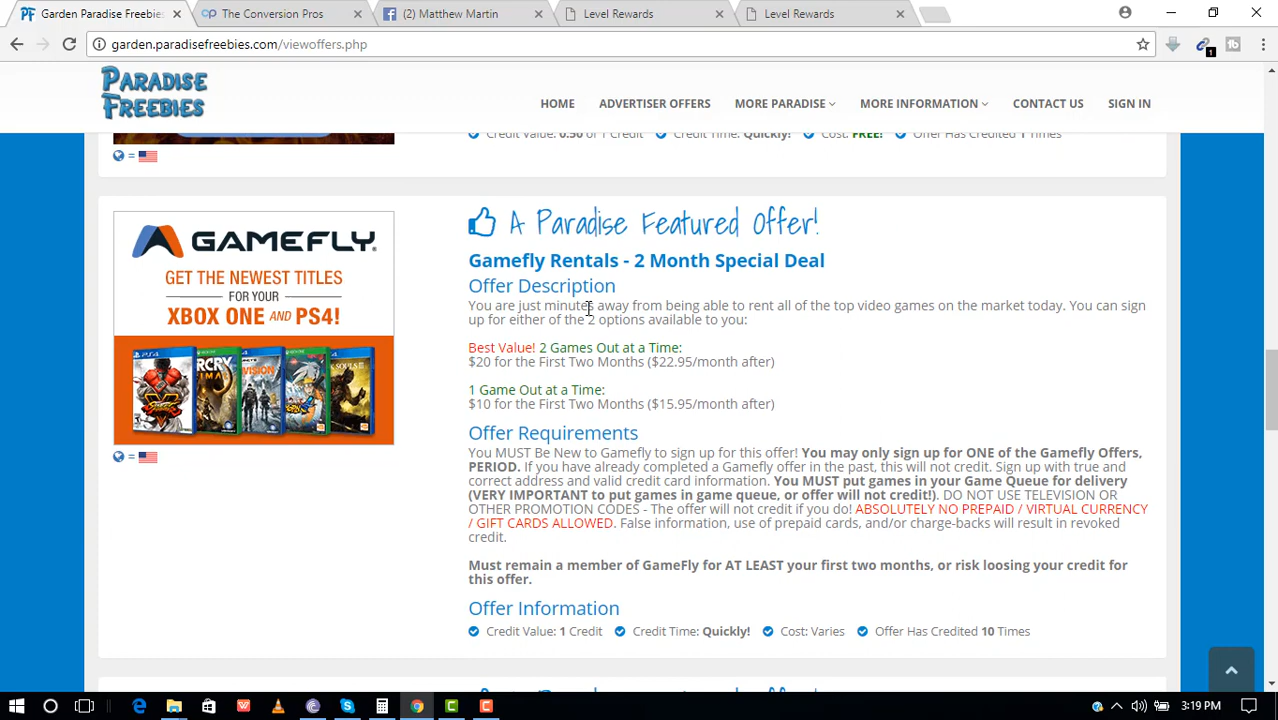 Garden Paradise Freebies
The Conversion Pros
(2) Matthew Martin
Level Rewards
Level Rewards
garden.paradisefreebies.com/viewoffers.php
1
PARADISE
FREEBIES
HOME
ADVERTISER OFFERS
MORE PARADISE
MORE INFORMATION
CONTACT US
SIGN IN
Credit Value: 0.50 of 1 Credit Credit Time: Quickly! Cost: FREE! Offer Has Credited 1 Times
=
GAMEFLY.
GET THE NEWEST TITLES
FOR YOUR
XBOX ONE AND PS4!
A Paradise Featured Offer!
Gamefly Rentals - 2 Month Special Deal
Offer Description
You are just minutes away from being able to rent all of the top video games on the market today. You can sign
up for either of the 2 options available to you:
Best Value! 2 Games Out at a Time:
$20 for the First Two Months ($22.95/month after)
1 Game Out at a Time:
$10 for the First Two Months ($15.95/month after)
Offer Requirements
You MUST Be New to Gamefly to sign up for this offer! You may only sign up for ONE of the Gamefly Offers,
PERIOD. If you have already completed a Gamefly offer in the past, this will not credit. Sign up with true and
correct address and valid credit card information. You MUST put games in your Game Queue for delivery
(VERY IMPORTANT to put games in game queue, or offer will not credit!). DO NOT USE TELEVISION OR
OTHER PROMOTION CODES - The offer will not credit if you do! ABSOLUTELY NO PREPAID / VIRTUAL CURRENCY
/ GIFT CARDS ALLOWED. False information, use of prepaid cards, and/or charge-backs will result in revoked
credit.
Must remain a member of GameFly for AT LEAST your first two months, or risk loosing your credit for
this offer.
Offer Information
Credit Value: 1 Credit Credit Time: Quickly! Cost: Varies Offer Has Credited 10 Times
=
3:19 PM